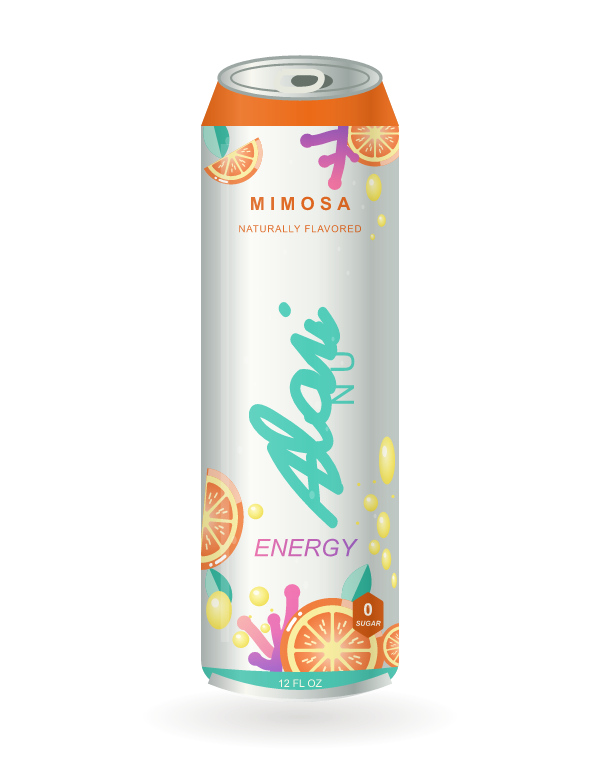 MIMOSA
NATURALLY FLAVORED
Alani
NU
ENERGY
0
SUGAR
12 FL OZ